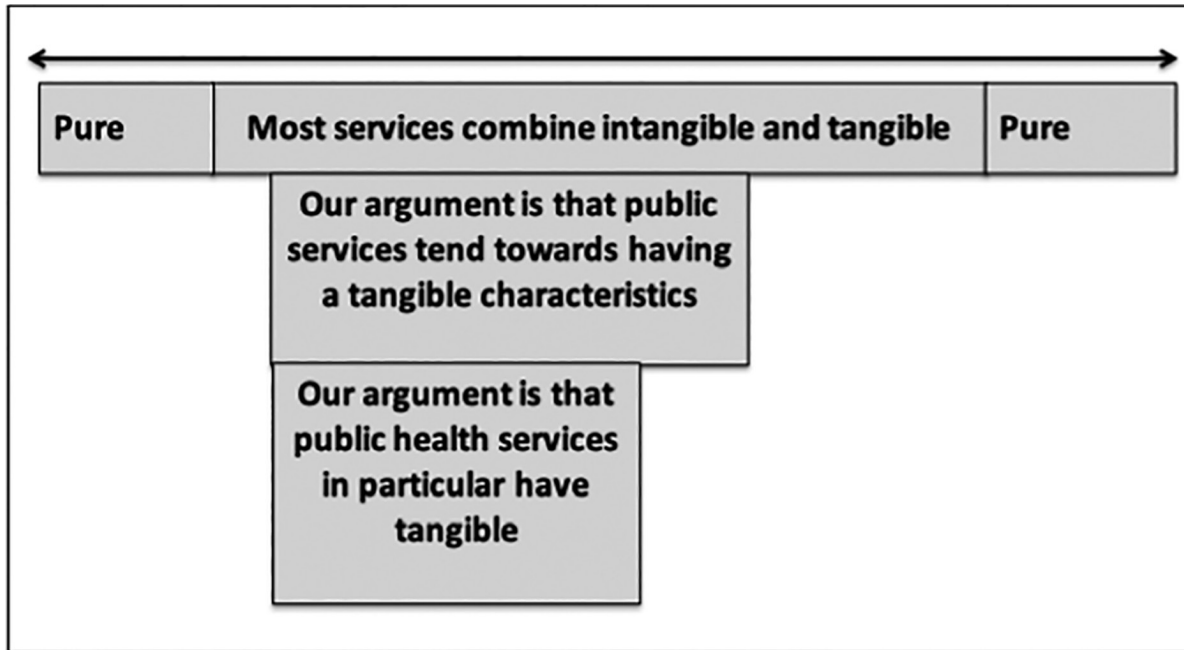 Pure Most services combine intangible and tangible Pure
Our argument is that public
services tend towards having
a tangible characteristics
Our argument is that
public health services
in particular have
tangible